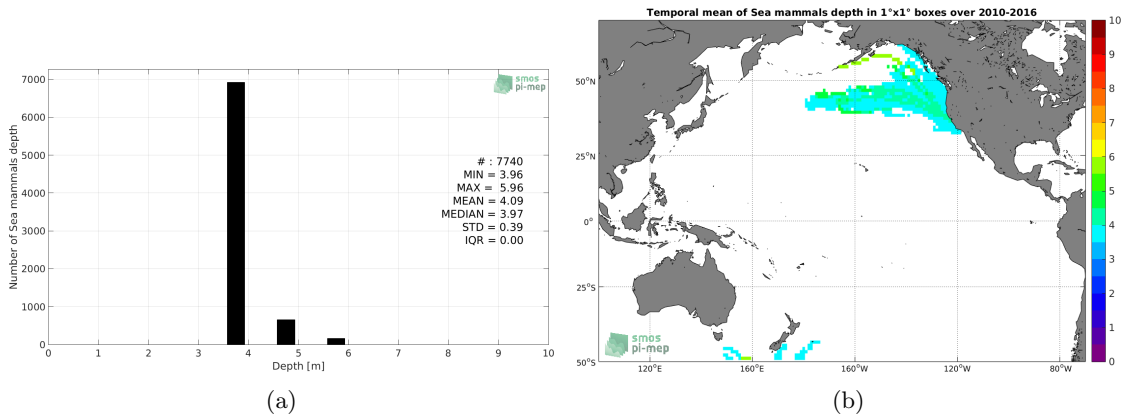 smos
pi-mep
Number of Sea mammals depth
7000
6000
5000
4000
3000
2000
1000
0
# : 7740
MIN = 3.96
MAX = 5.96
MEAN = 4.09
MEDIAN = 3.97
STD = 0.39
IQR = 0.00
0 1 2 3 4 5 6 7 8 9 10
Depth [m]
(a)
Temporal mean of Sea mammals depth in 1°x1° boxes over 2010-2016
50°N
25°N
0°
25°S
50°S
120°E 160°E 160°W 120°W 80°W
smos
pi-mep
10
9
8
7
6
5
4
3
2
1
0
(b)